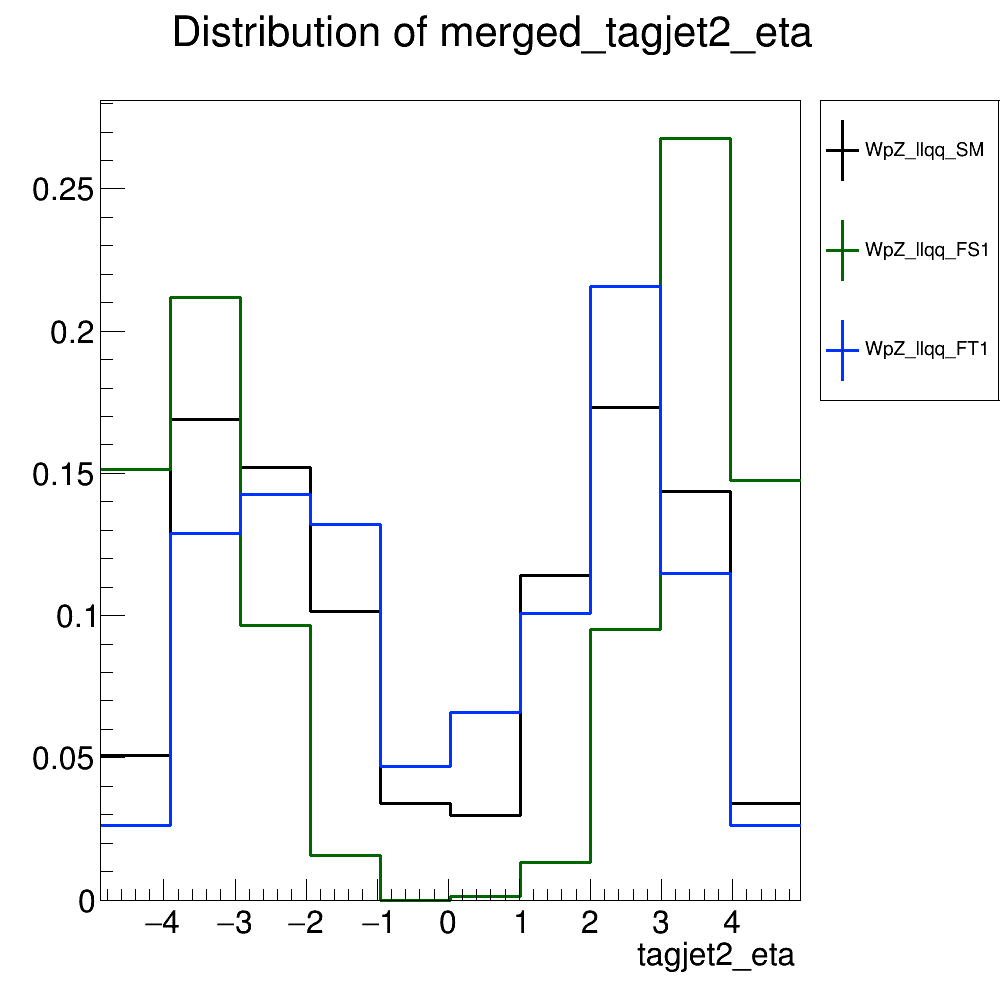 Distribution of merged_tagjet2_eta
WpZ_llqq_SM
WpZ_llqq_FS1
WpZ_llqq_FT1
0.25
0.2
0.15
0.1
0.05
0
−4 −3 −2 −1 0 1 2 3 4
tagjet2_eta